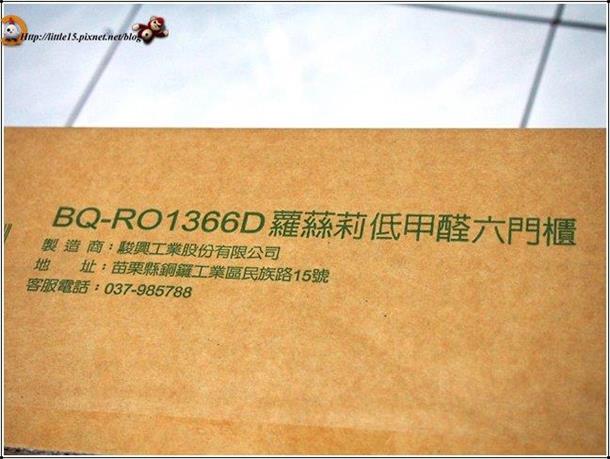 Http://little15.pixnet.net/blog
BQ-RO1366D 蘿絲莉低甲醛六門櫃
製造商：駿興工業股份有限公司
地址：苗栗縣銅鑼工業區民族路15號
客服電話：037-985788